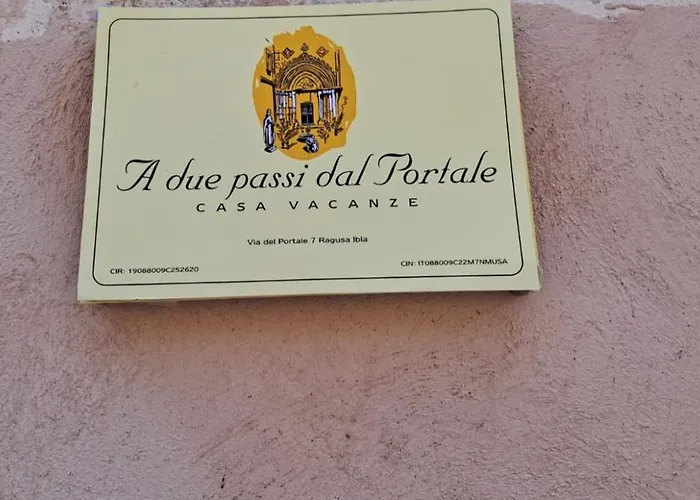 A due passi dal Portale
CASA VACANZE
Via del Portale 7 Ragusa Ibla
CIR: 19088009C252620
CIN: IT088009C22M7NMUSA